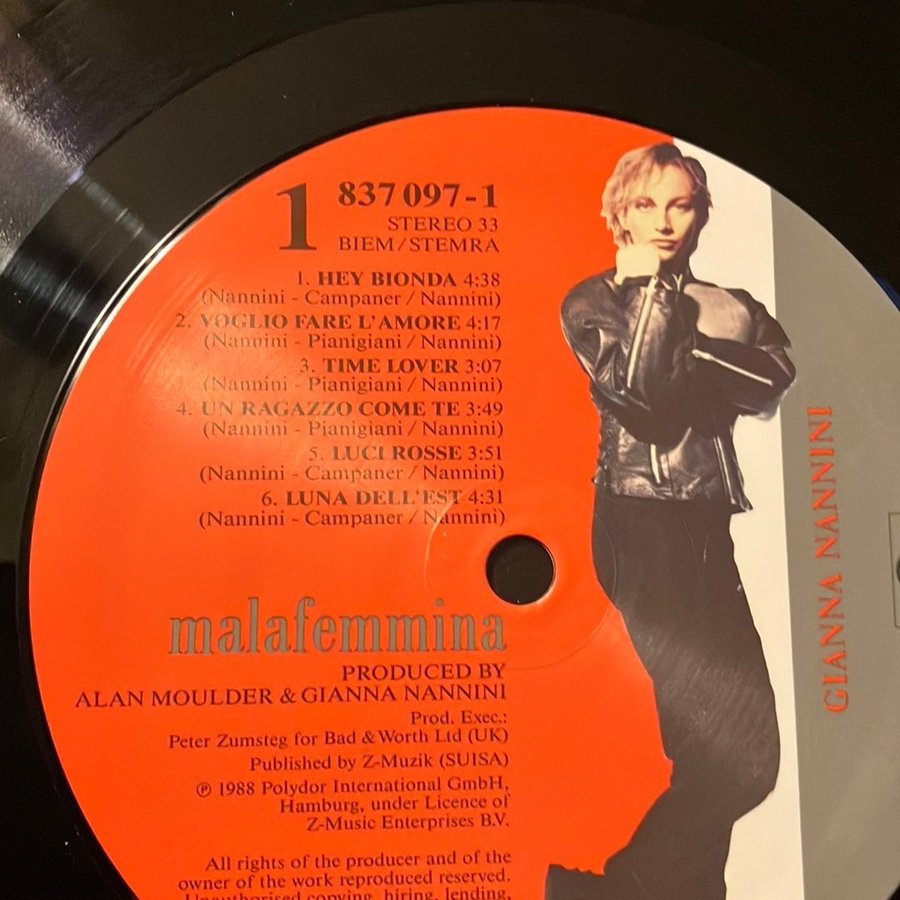 1
837 097-1
STEREO 33
BIEM/STEMRA
1. HEY BIONDA 4:38
(Nannini - Campaner / Nannini)
2. VOGLIO FARE L'AMORE 4:17
(Nannini - Pianigiani / Nannini)
3. TIME LOVER 3:07
(Nannini - Pianigiani / Nannini)
4. UN RAGAZZO COME TE 3:49
(Nannini - Pianigiani / Nannini)
5. LUCI ROSSE 3:51
(Nannini - Campaner / Nannini)
6. LUNA DELL'EST 4:31
(Nannini - Campaner / Nannini)
malafemmina
PRODUCED BY
ALAN MOULDER & GIANNA NANNINI
Prod. Exec.:
Peter Zumsteg for Bad & Worth Ltd (UK)
Published by Z-Muzik (SUISA)
℗ 1988 Polydor International GmbH,
Hamburg, under Licence of
Z-Music Enterprises B.V.
All rights of the producer and of the
owner of the work reproduced reserved.
Unauthorised copying, hiring, lending,
GIANNA NANNINI